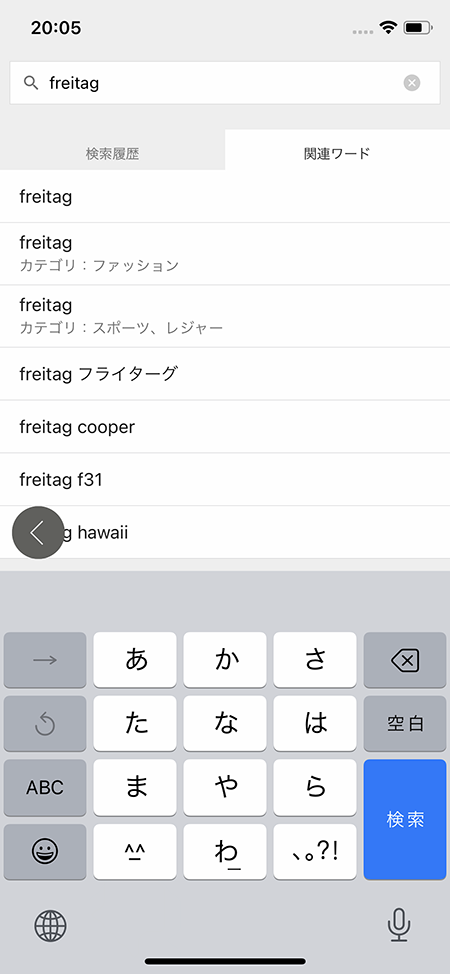 20:05
freitag
検索履歴
関連ワード
freitag
freitag
カテゴリ：ファッション
freitag
カテゴリ：スポーツ、レジャー
freitag フライターグ
freitag cooper
freitag f31
g hawaii
→
あ
か
さ
た
な
は
空白
ABC
ま
や
ら
検索
^^
わ
、。?!